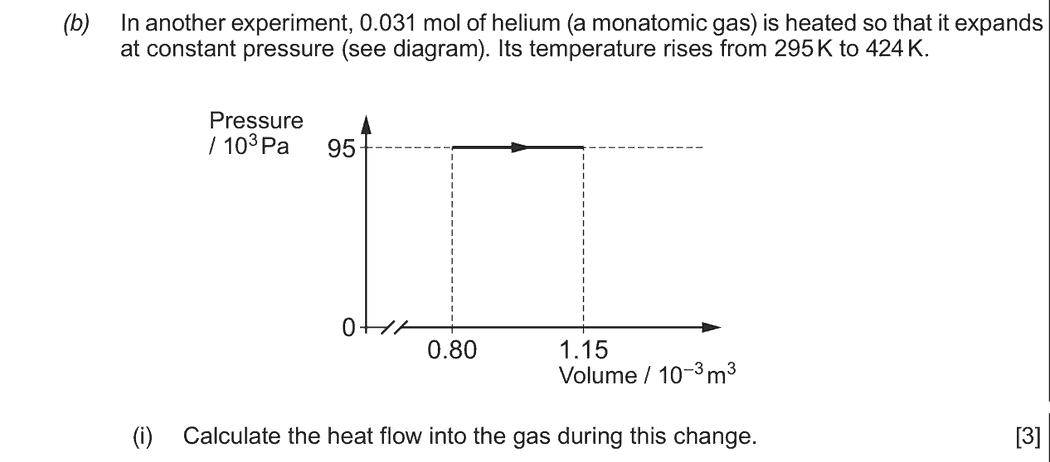 (b) In another experiment, 0.031 mol of helium (a monatomic gas) is heated so that it expands
at constant pressure (see diagram). Its temperature rises from 295 K to 424 K.
Pressure
/ 10³ Pa
95
0
0.80
1.15
Volume / 10⁻³ m³
(i) Calculate the heat flow into the gas during this change. [3]